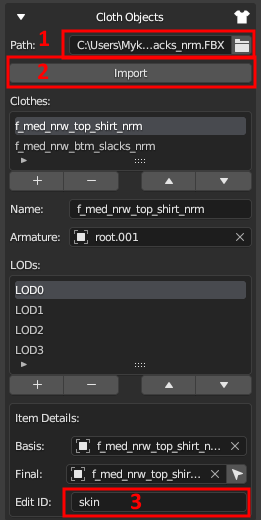 Cloth Objects
1
Path: C:\Users\Myk...acks_nrm.FBX
2
Import
Clothes:
f_med_nrw_top_shirt_nrm
f_med_nrw_btm_slacks_nrm
Name: f_med_nrw_top_shirt_nrm
Armature: root.001
LODs:
LOD0
LOD1
LOD2
LOD3
Item Details:
Basis: f_med_nrw_top_shirt_n...
Final: f_med_nrw_top_shir...
Edit ID: skin 3